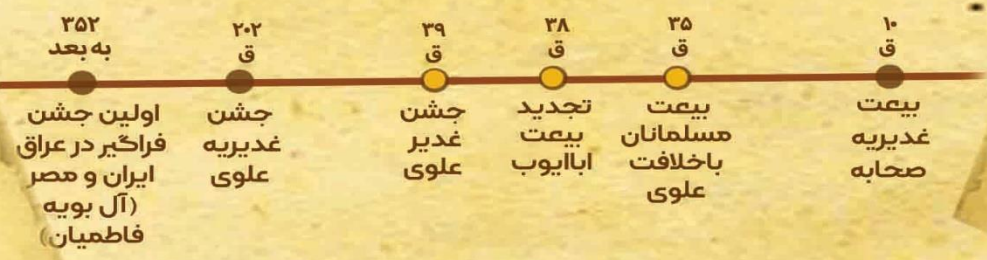 ۱۰
ق
بیعت
غدیریه
صحابه
۳۵
ق
بیعت
مسلمانان
باخلافت
علوی
۳۸
ق
تجدید
بیعت
اباایوب
۳۹
ق
جشن
غدیر
علوی
۲۰۲
ق
جشن
غدیریه
علوی
۳۵۲
به بعد
اولین جشن
فراگیر در عراق
ایران و مصر
(آل بویه
فاطمیان)